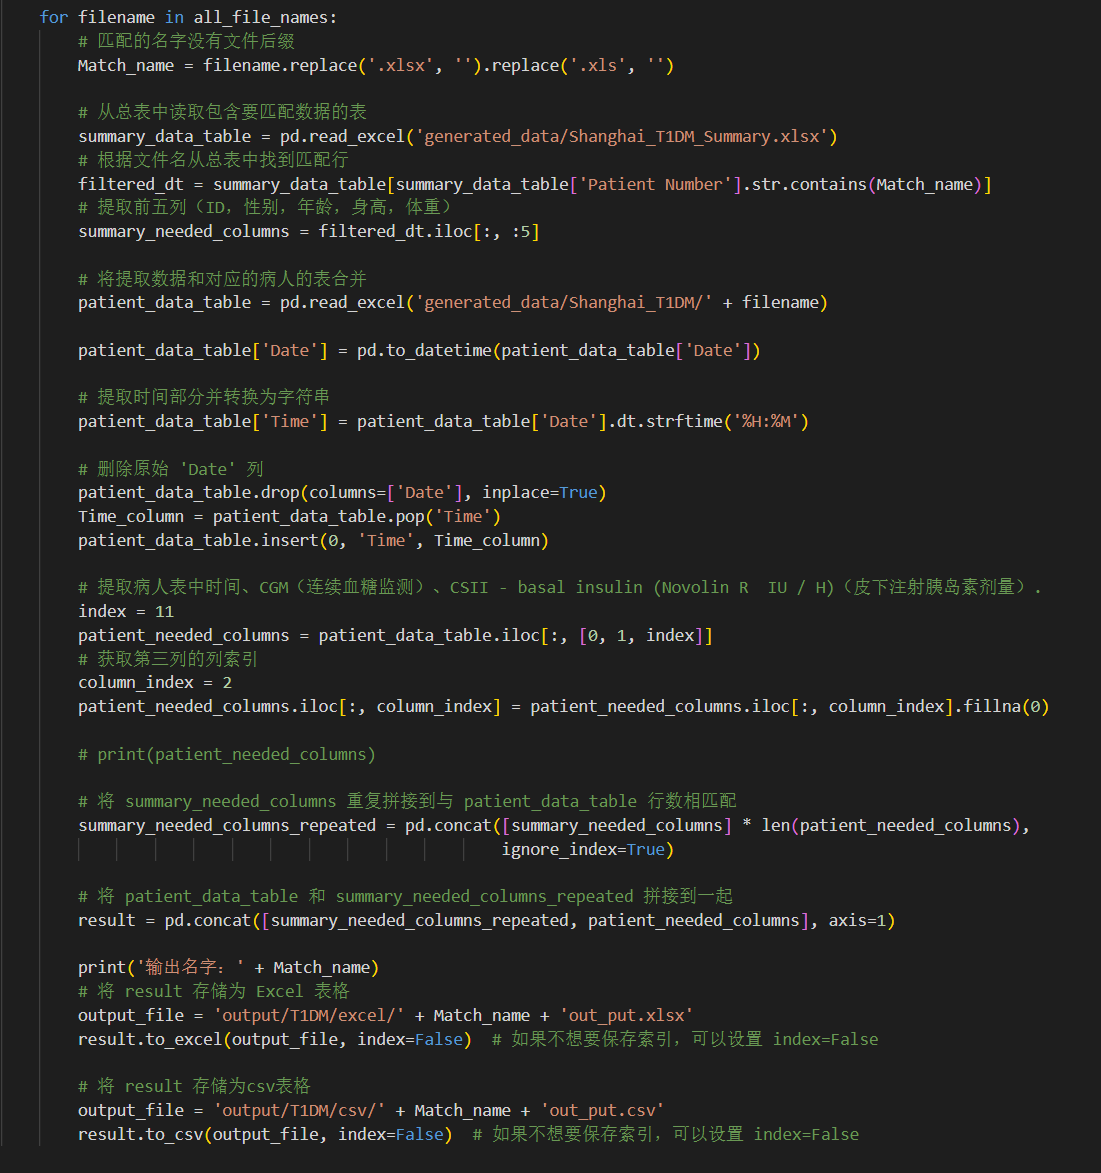 for filename in all_file_names:
# 匹配的名字没有文件后缀
Match_name = filename.replace('.xlsx', '').replace('.xls', '')
# 从总表中读取包含要匹配数据的表
summary_data_table = pd.read_excel('generated_data/Shanghai_T1DM_Summary.xlsx')
# 根据文件名从总表中找到匹配行
filtered_dt = summary_data_table[summary_data_table['Patient Number'].str.contains(Match_name)]
# 提取前五列（ID，性别，年龄，身高，体重）
summary_needed_columns = filtered_dt.iloc[:, :5]
# 将提取数据和对应的病人的表合并
patient_data_table = pd.read_excel('generated_data/Shanghai_T1DM/' + filename)
patient_data_table['Date'] = pd.to_datetime(patient_data_table['Date'])
# 提取时间部分并转换为字符串
patient_data_table['Time'] = patient_data_table['Date'].dt.strftime('%H:%M')
# 删除原始 'Date' 列
patient_data_table.drop(columns=['Date'], inplace=True)
Time_column = patient_data_table.pop('Time')
patient_data_table.insert(0, 'Time', Time_column)
# 提取病人表中时间、CGM（连续血糖监测）、CSII - basal insulin (Novolin R  IU / H)（皮下注射胰岛素剂量）.
index = 11
patient_needed_columns = patient_data_table.iloc[:, [0, 1, index]]
# 获取第三列的列索引
column_index = 2
patient_needed_columns.iloc[:, column_index] = patient_needed_columns.iloc[:, column_index].fillna(0)
# print(patient_needed_columns)
# 将 summary_needed_columns 重复拼接到与 patient_data_table 行数相匹配
summary_needed_columns_repeated = pd.concat([summary_needed_columns] * len(patient_needed_columns),
ignore_index=True)
# 将 patient_data_table 和 summary_needed_columns_repeated 拼接到一起
result = pd.concat([summary_needed_columns_repeated, patient_needed_columns], axis=1)
print('输出名字：' + Match_name)
# 将 result 存储为 Excel 表格
output_file = 'output/T1DM/excel/' + Match_name + 'out_put.xlsx'
result.to_excel(output_file, index=False)  # 如果不想要保存索引，可以设置 index=False
# 将 result 存储为csv表格
output_file = 'output/T1DM/csv/' + Match_name + 'out_put.csv'
result.to_csv(output_file, index=False)  # 如果不想要保存索引，可以设置 index=False